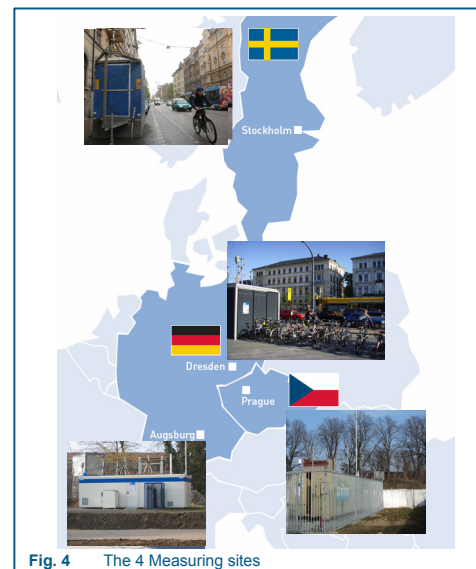 Stockholm
Dresden
Prague
Augsburg
Fig. 4 The 4 Measuring sites